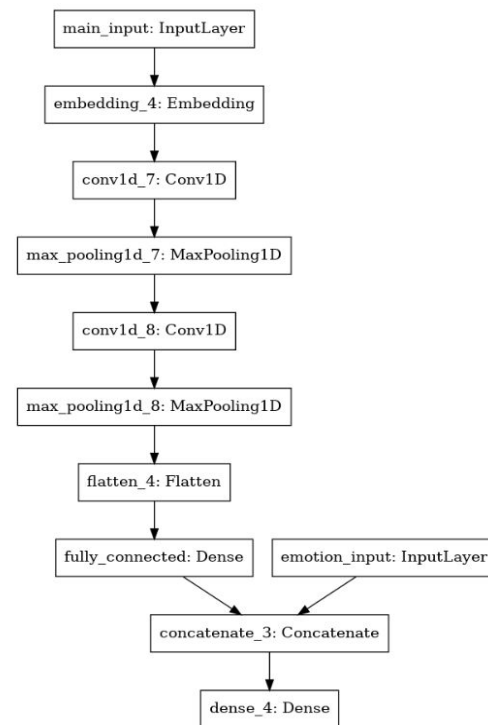 main_input: InputLayer
embedding_4: Embedding
conv1d_7: Conv1D
max_pooling1d_7: MaxPooling1D
conv1d_8: Conv1D
max_pooling1d_8: MaxPooling1D
flatten_4: Flatten
fully_connected: Dense
emotion_input: InputLayer
concatenate_3: Concatenate
dense_4: Dense